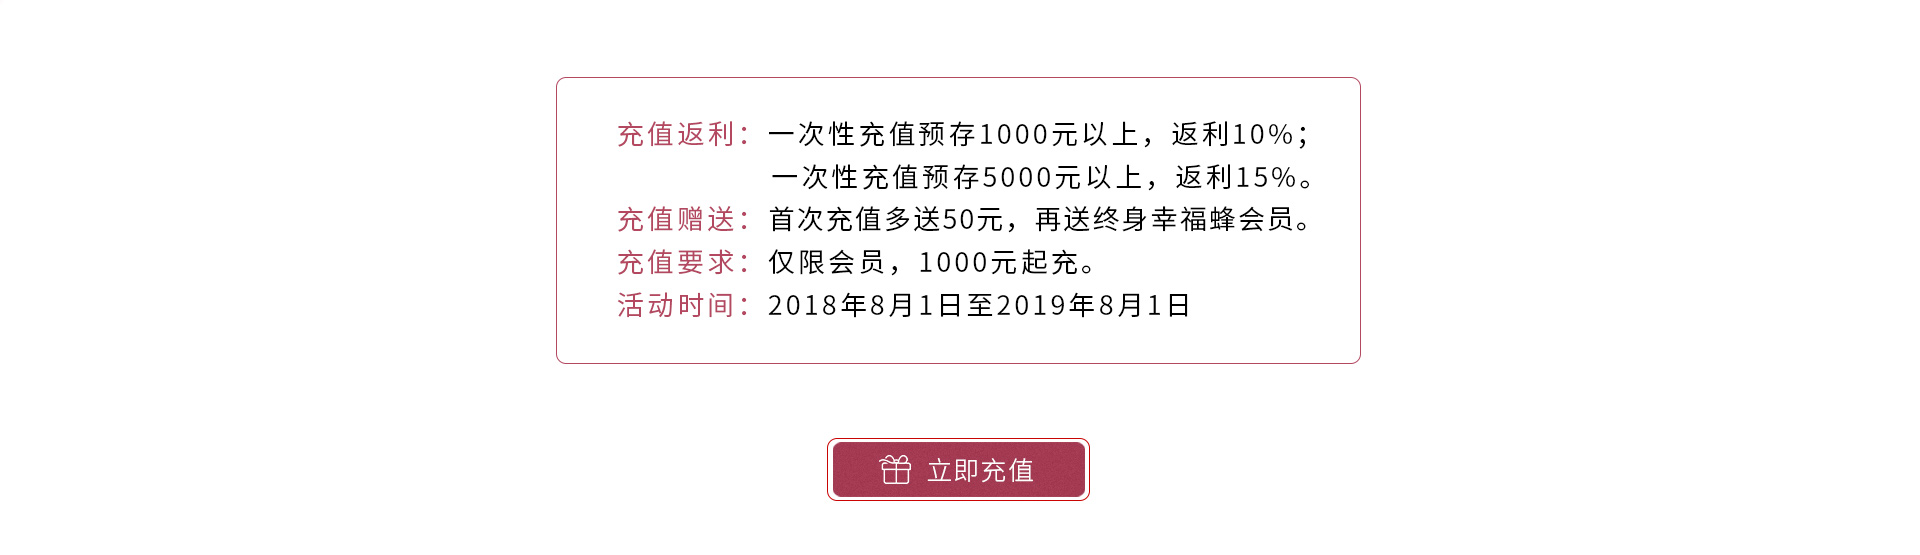 充值返利：一次性充值预存1000元以上，返利10%；
一次性充值预存5000元以上，返利15%。
充值赠送：首次充值多送50元，再送终身幸福蜂会员。
充值要求：仅限会员，1000元起充。
活动时间：2018年8月1日至2019年8月1日
立即充值